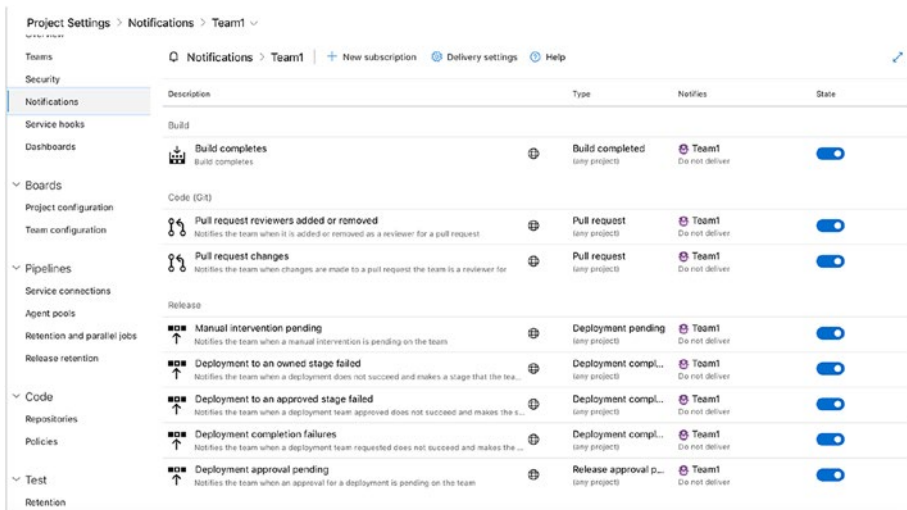 Project Settings > Notifications > Team1
Overview
Teams
Security
Notifications
Service hooks
Dashboards
Boards
Project configuration
Team configuration
Pipelines
Service connections
Agent pools
Retention and parallel jobs
Release retention
Code
Repositories
Policies
Test
Retention
Notifications > Team1 | + New subscription Delivery settings Help
Description Type Notifies State
Build
Build completes Build completed Team1
Build completes (any project) Do not deliver
Code (Git)
Pull request reviewers added or removed Pull request Team1
Notifies the team when it is added or removed as a reviewer for a pull request (any project) Do not deliver
Pull request changes Pull request Team1
Notifies the team when changes are made to a pull request the team is a reviewer for (any project) Do not deliver
Release
Manual intervention pending Deployment pending Team1
Notifies the team when a manual intervention is pending on the team (any project) Do not deliver
Deployment to an owned stage failed Deployment compl... Team1
Notifies the team when a deployment does not succeed and makes a stage that the tea... (any project) Do not deliver
Deployment to an approved stage failed Deployment compl... Team1
Notifies the team when a deployment team approved does not succeed and makes the s... (any project) Do not deliver
Deployment completion failures Deployment compl... Team1
Notifies the team when a deployment team requested does not succeed and makes the ... (any project) Do not deliver
Deployment approval pending Release approval p... Team1
Notifies the team when an approval for a deployment is pending on the team (any project) Do not deliver